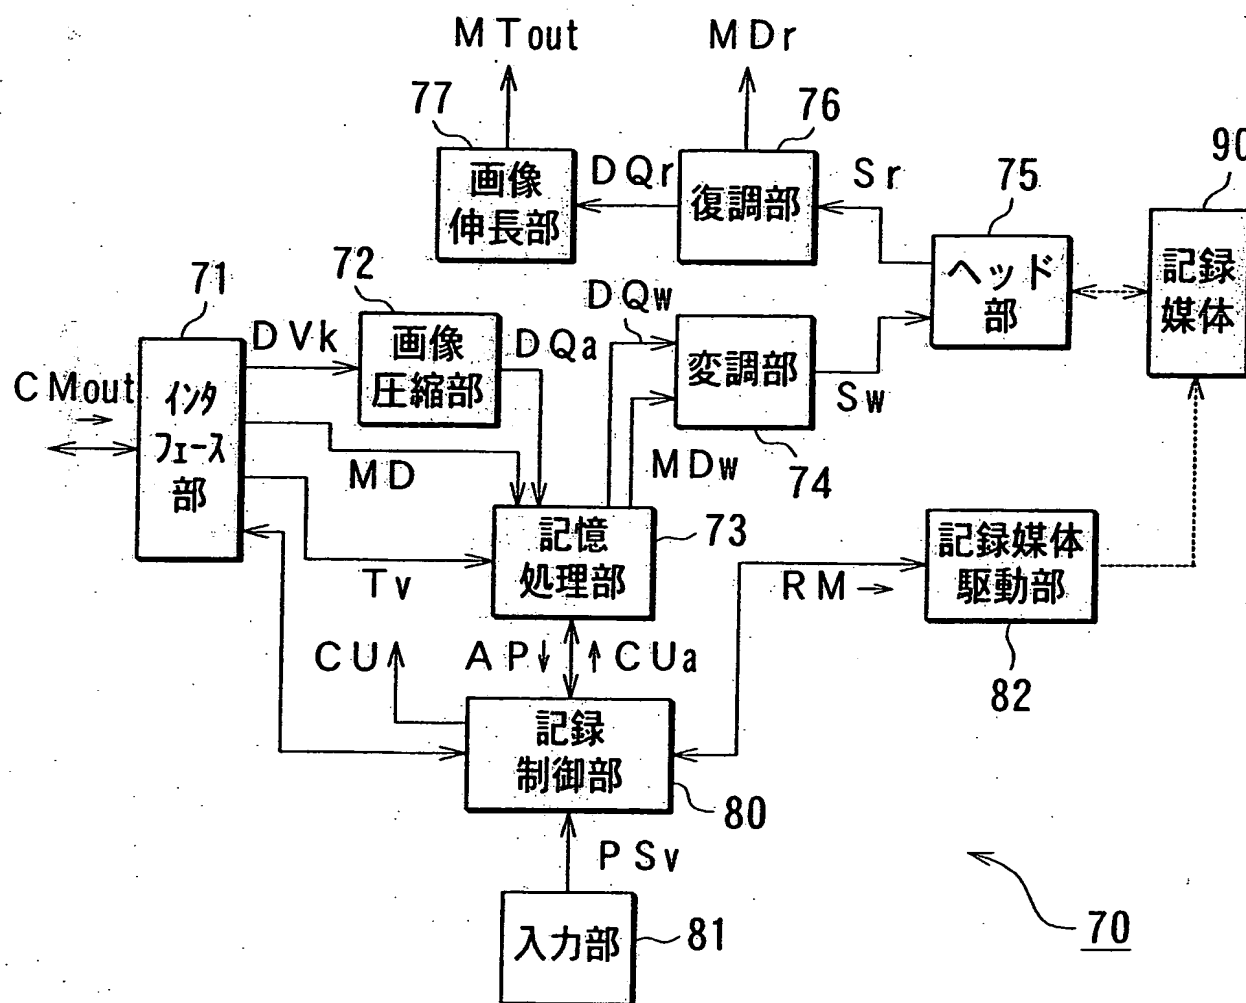 MTout
MDr
77
76
90
画像
伸長部
DQr
復調部
Sr
75
ヘッド
部
記録
媒体
71
72
DVk
画像
圧縮部
DQa
DQw
変調部
Sw
74
CMout
インタ
フェース
部
MD
MDw
73
記憶
処理部
Tv
RM
記録媒体
駆動部
82
CU
AP
CUa
記録
制御部
80
PSv
入力部
81
70